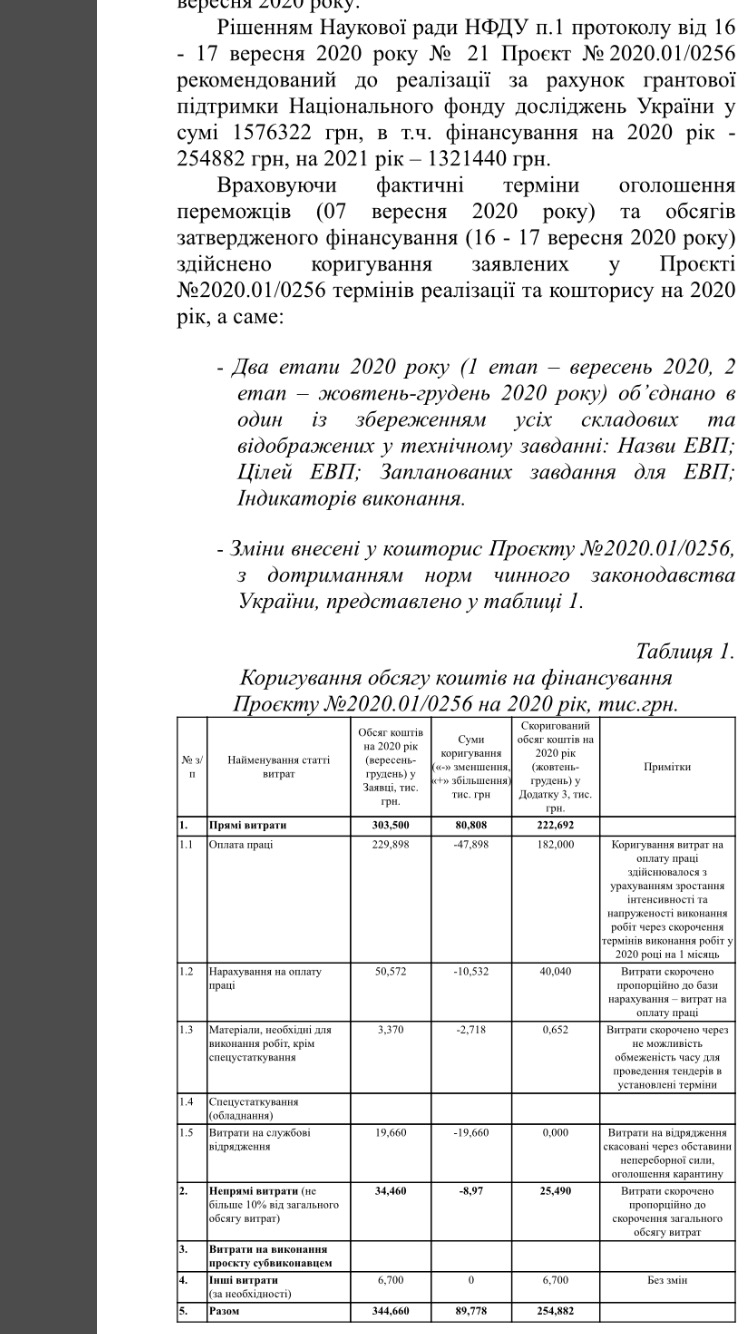 вересня 2020 року.
Рішенням Наукової ради НФДУ п.1 протоколу від 16
- 17 вересня 2020 року № 21 Проєкт № 2020.01/0256
рекомендований до реалізації за рахунок грантової
підтримки Національного фонду досліджень України у
сумі 1576322 грн, в т.ч. фінансування на 2020 рік -
254882 грн, на 2021 рік – 1321440 грн.
Враховуючи фактичні терміни оголошення
переможців (07 вересня 2020 року) та обсягів
затвердженого фінансування (16 - 17 вересня 2020 року)
здійснено коригування заявлених у Проєкті
№2020.01/0256 термінів реалізації та кошторису на 2020
рік, а саме:
- Два етапи 2020 року (1 етап – вересень 2020, 2
етап – жовтень-грудень 2020 року) об’єднано в
один із збереженням усіх складових та
відображених у технічному завданні: Назви ЕВП;
Цілей ЕВП; Запланованих завдання для ЕВП;
Індикаторів виконання.
- Зміни внесені у кошторис Проєкту №2020.01/0256,
з дотриманням норм чинного законодавства
України, представлено у таблиці 1.
Таблиця 1.
Коригування обсягу коштів на фінансування
Проєкту №2020.01/0256 на 2020 рік, тис.грн.
№ з/
п
Найменування статті
витрат
Обсяг коштів
на 2020 рік
(вересень-
грудень) у
Заявці, тис.
грн.
Суми
коригування
(«-» зменшення,
«+» збільшення)
тис. грн
Скоригований
обсяг коштів на
2020 рік
(жовтень-
грудень) у
Додатку 3, тис.
грн.
Примітки
1. Прямі витрати 303,500 80,808 222,692
1.1 Оплата праці 229,898 -47,898 182,000
Коригування витрат на
оплату праці
здійснювалося з
урахуванням зростання
інтенсивності та
напруженості виконання
робіт через скорочення
термінів виконання робіт у
2020 році на 1 місяць
1.2 Нарахування на оплату
праці
50,572 -10,532 40,040
Витрати скорочено
пропорційно до бази
нарахування – витрат на
оплату праці
1.3 Матеріали, необхідні для
виконання робіт, крім
спецустаткування
3,370 -2,718 0,652
Витрати скорочено через
не можливість
обмеженість часу для
проведення тендерів в
установлені терміни
1.4 Спецустаткування
(обладнання)
1.5 Витрати на службові
відрядження
19,660 -19,660 0,000
Витрати на відрядження
скасовані через обставини
непереборної сили,
оголошення карантину
2. Непрямі витрати (не
більше 10% від загального
обсягу витрат)
34,460 -8,97 25,490
Витрати скорочено
пропорційно до
скорочення загального
обсягу витрат
3. Витрати на виконання
проєкту субвиконавцем
4. Інші витрати
(за необхідності)
6,700 0 6,700 Без змін
5. Разом 344,660 89,778 254,882